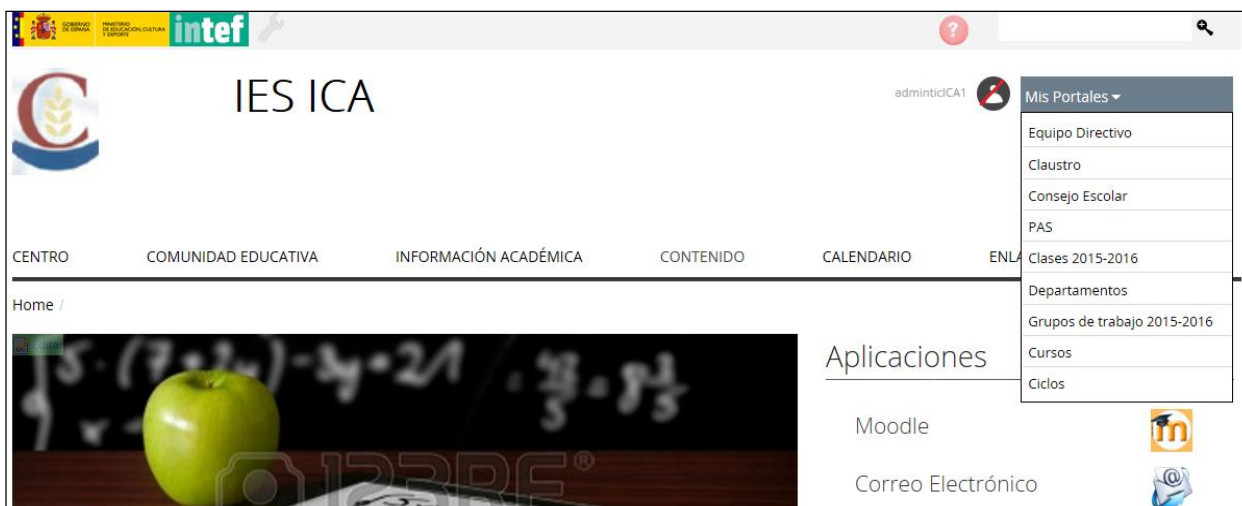 GOBIERNO DE ESPAÑA
MINISTERIO DE EDUCACIÓN, CULTURA Y DEPORTE
intef
?
IES ICA
adminticICA1
Mis Portales
Equipo Directivo
Claustro
Consejo Escolar
PAS
Clases 2015-2016
Departamentos
Grupos de trabajo 2015-2016
Cursos
Ciclos
CENTRO COMUNIDAD EDUCATIVA INFORMACIÓN ACADÉMICA CONTENIDO CALENDARIO ENLA
Home /
Aplicaciones
Moodle
Correo Electrónico
123RF®